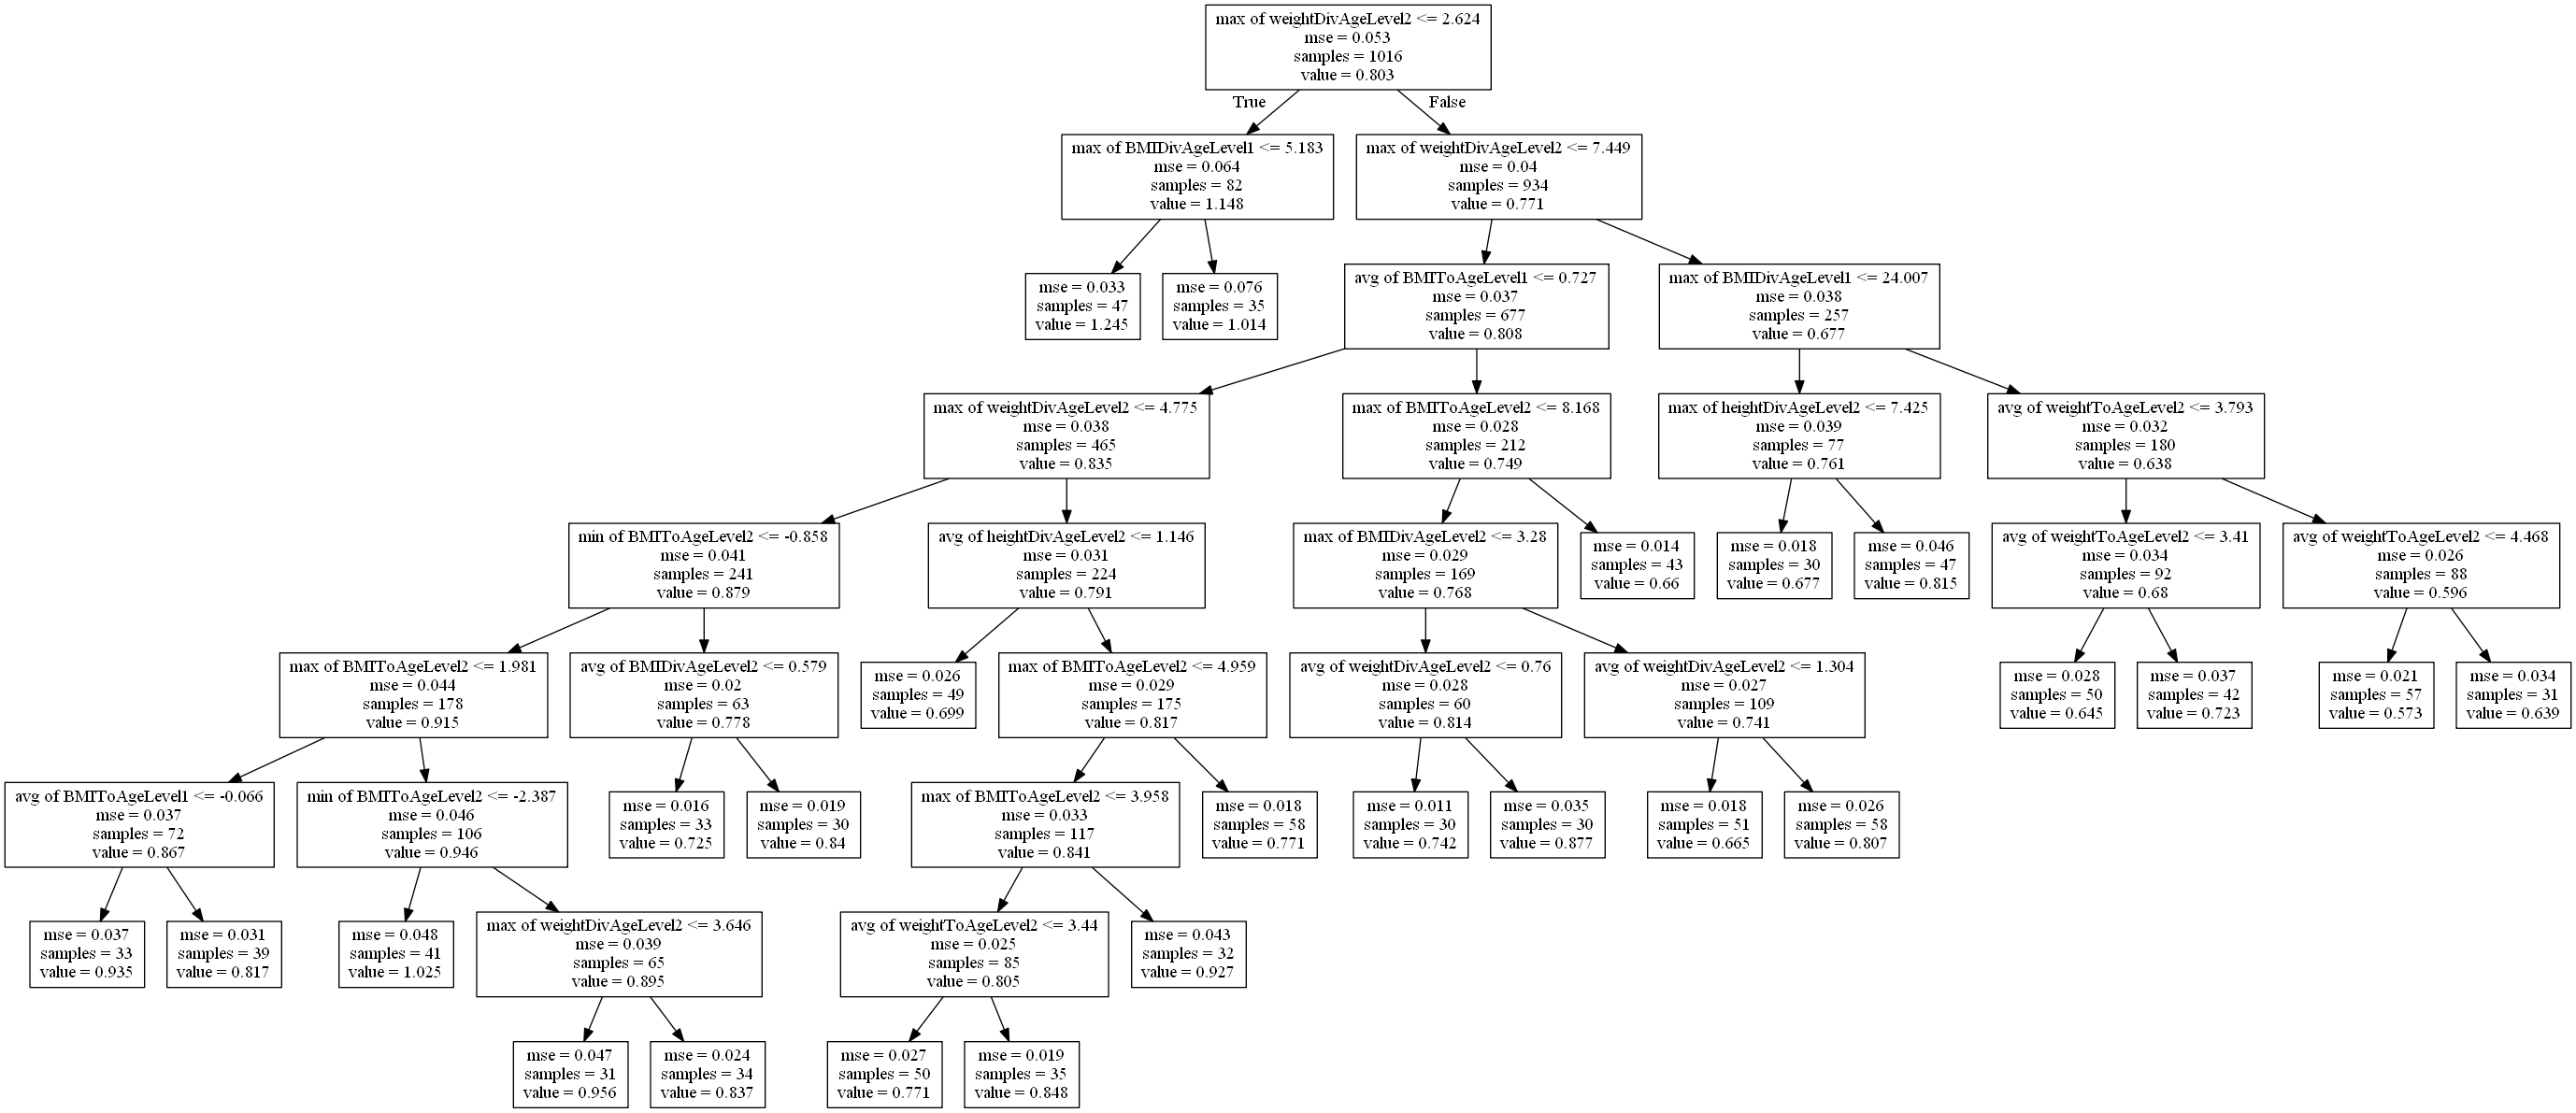 max of weightDivAgeLevel2 <= 2.624
mse = 0.053
samples = 1016
value = 0.803
True
False
max of BMIDivAgeLevel1 <= 5.183
mse = 0.064
samples = 82
value = 1.148
max of weightDivAgeLevel2 <= 7.449
mse = 0.04
samples = 934
value = 0.771
mse = 0.033
samples = 47
value = 1.245
mse = 0.076
samples = 35
value = 1.014
avg of BMIToAgeLevel1 <= 0.727
mse = 0.037
samples = 677
value = 0.808
max of BMIDivAgeLevel1 <= 24.007
mse = 0.038
samples = 257
value = 0.677
max of weightDivAgeLevel2 <= 4.775
mse = 0.038
samples = 465
value = 0.835
max of BMIToAgeLevel2 <= 8.168
mse = 0.028
samples = 212
value = 0.749
max of heightDivAgeLevel2 <= 7.425
mse = 0.039
samples = 77
value = 0.761
avg of weightToAgeLevel2 <= 3.793
mse = 0.032
samples = 180
value = 0.638
min of BMIToAgeLevel2 <= -0.858
mse = 0.041
samples = 241
value = 0.879
avg of heightDivAgeLevel2 <= 1.146
mse = 0.031
samples = 224
value = 0.791
max of BMIDivAgeLevel2 <= 3.28
mse = 0.029
samples = 169
value = 0.768
mse = 0.014
samples = 43
value = 0.66
mse = 0.018
samples = 30
value = 0.677
mse = 0.046
samples = 47
value = 0.815
avg of weightToAgeLevel2 <= 3.41
mse = 0.034
samples = 92
value = 0.68
avg of weightToAgeLevel2 <= 4.468
mse = 0.026
samples = 88
value = 0.596
max of BMIToAgeLevel2 <= 1.981
mse = 0.044
samples = 178
value = 0.915
avg of BMIDivAgeLevel2 <= 0.579
mse = 0.02
samples = 63
value = 0.778
mse = 0.026
samples = 49
value = 0.699
max of BMIToAgeLevel2 <= 4.959
mse = 0.029
samples = 175
value = 0.817
avg of weightDivAgeLevel2 <= 0.76
mse = 0.028
samples = 60
value = 0.814
avg of weightDivAgeLevel2 <= 1.304
mse = 0.027
samples = 109
value = 0.741
mse = 0.028
samples = 50
value = 0.645
mse = 0.037
samples = 42
value = 0.723
mse = 0.021
samples = 57
value = 0.573
mse = 0.034
samples = 31
value = 0.639
avg of BMIToAgeLevel1 <= -0.066
mse = 0.037
samples = 72
value = 0.867
min of BMIToAgeLevel2 <= -2.387
mse = 0.046
samples = 106
value = 0.946
mse = 0.016
samples = 33
value = 0.725
mse = 0.019
samples = 30
value = 0.84
max of BMIToAgeLevel2 <= 3.958
mse = 0.033
samples = 117
value = 0.841
mse = 0.018
samples = 58
value = 0.771
mse = 0.011
samples = 30
value = 0.742
mse = 0.035
samples = 30
value = 0.877
mse = 0.018
samples = 51
value = 0.665
mse = 0.026
samples = 58
value = 0.807
mse = 0.037
samples = 33
value = 0.935
mse = 0.031
samples = 39
value = 0.817
mse = 0.048
samples = 41
value = 1.025
max of weightDivAgeLevel2 <= 3.646
mse = 0.039
samples = 65
value = 0.895
avg of weightToAgeLevel2 <= 3.44
mse = 0.025
samples = 85
value = 0.805
mse = 0.043
samples = 32
value = 0.927
mse = 0.047
samples = 31
value = 0.956
mse = 0.024
samples = 34
value = 0.837
mse = 0.027
samples = 50
value = 0.771
mse = 0.019
samples = 35
value = 0.848